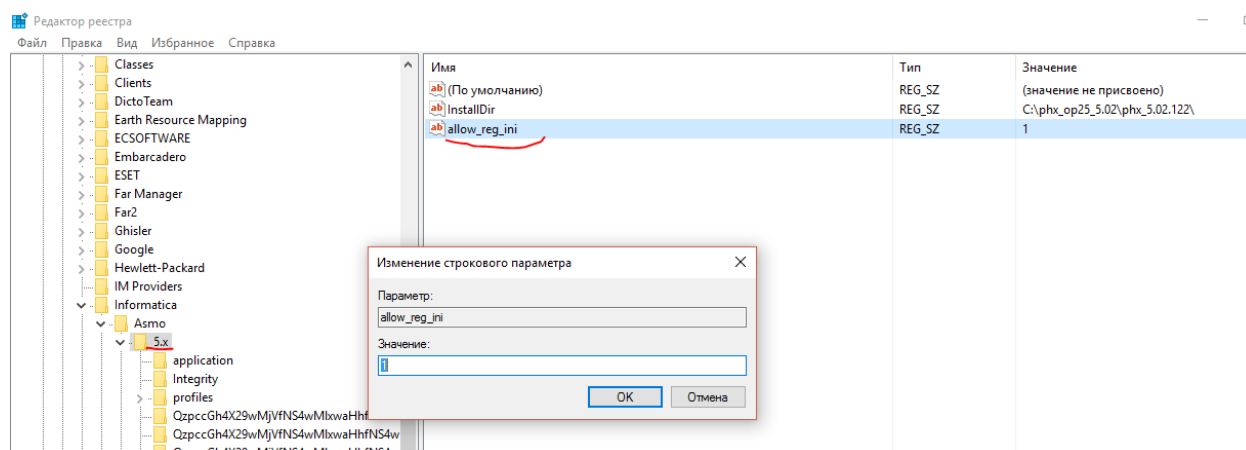 Редактор реестра
Файл Правка Вид Избранное Справка
Classes
Clients
DictoTeam
Earth Resource Mapping
ECSOFTWARE
Embarcadero
ESET
Far Manager
Far2
Ghisler
Google
Hewlett-Packard
IM Providers
Informatica
Asmo
5.x
application
Integrity
profiles
Имя Тип Значение
(По умолчанию) REG_SZ (значение не присвоено)
InstallDir REG_SZ C:\phx_op25_5.02\phx_5.02.122\
allow_reg_ini REG_SZ 1
Изменение строкового параметра
Параметр:
allow_reg_ini
Значение:
1
OK Отмена